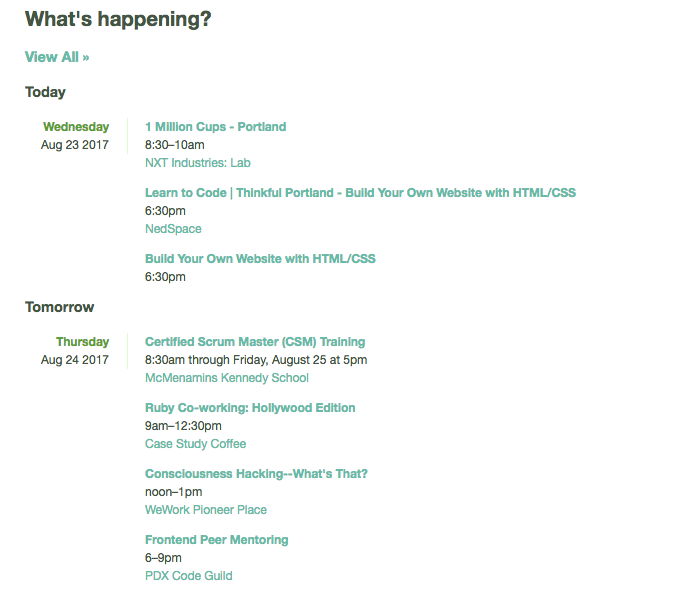 What's happening?
View All »
Today
Wednesday
Aug 23 2017
1 Million Cups - Portland
8:30–10am
NXT Industries: Lab
Learn to Code | Thinkful Portland - Build Your Own Website with HTML/CSS
6:30pm
NedSpace
Build Your Own Website with HTML/CSS
6:30pm
Tomorrow
Thursday
Aug 24 2017
Certified Scrum Master (CSM) Training
8:30am through Friday, August 25 at 5pm
McMenamins Kennedy School
Ruby Co-working: Hollywood Edition
9am–12:30pm
Case Study Coffee
Consciousness Hacking--What's That?
noon–1pm
WeWork Pioneer Place
Frontend Peer Mentoring
6–9pm
PDX Code Guild